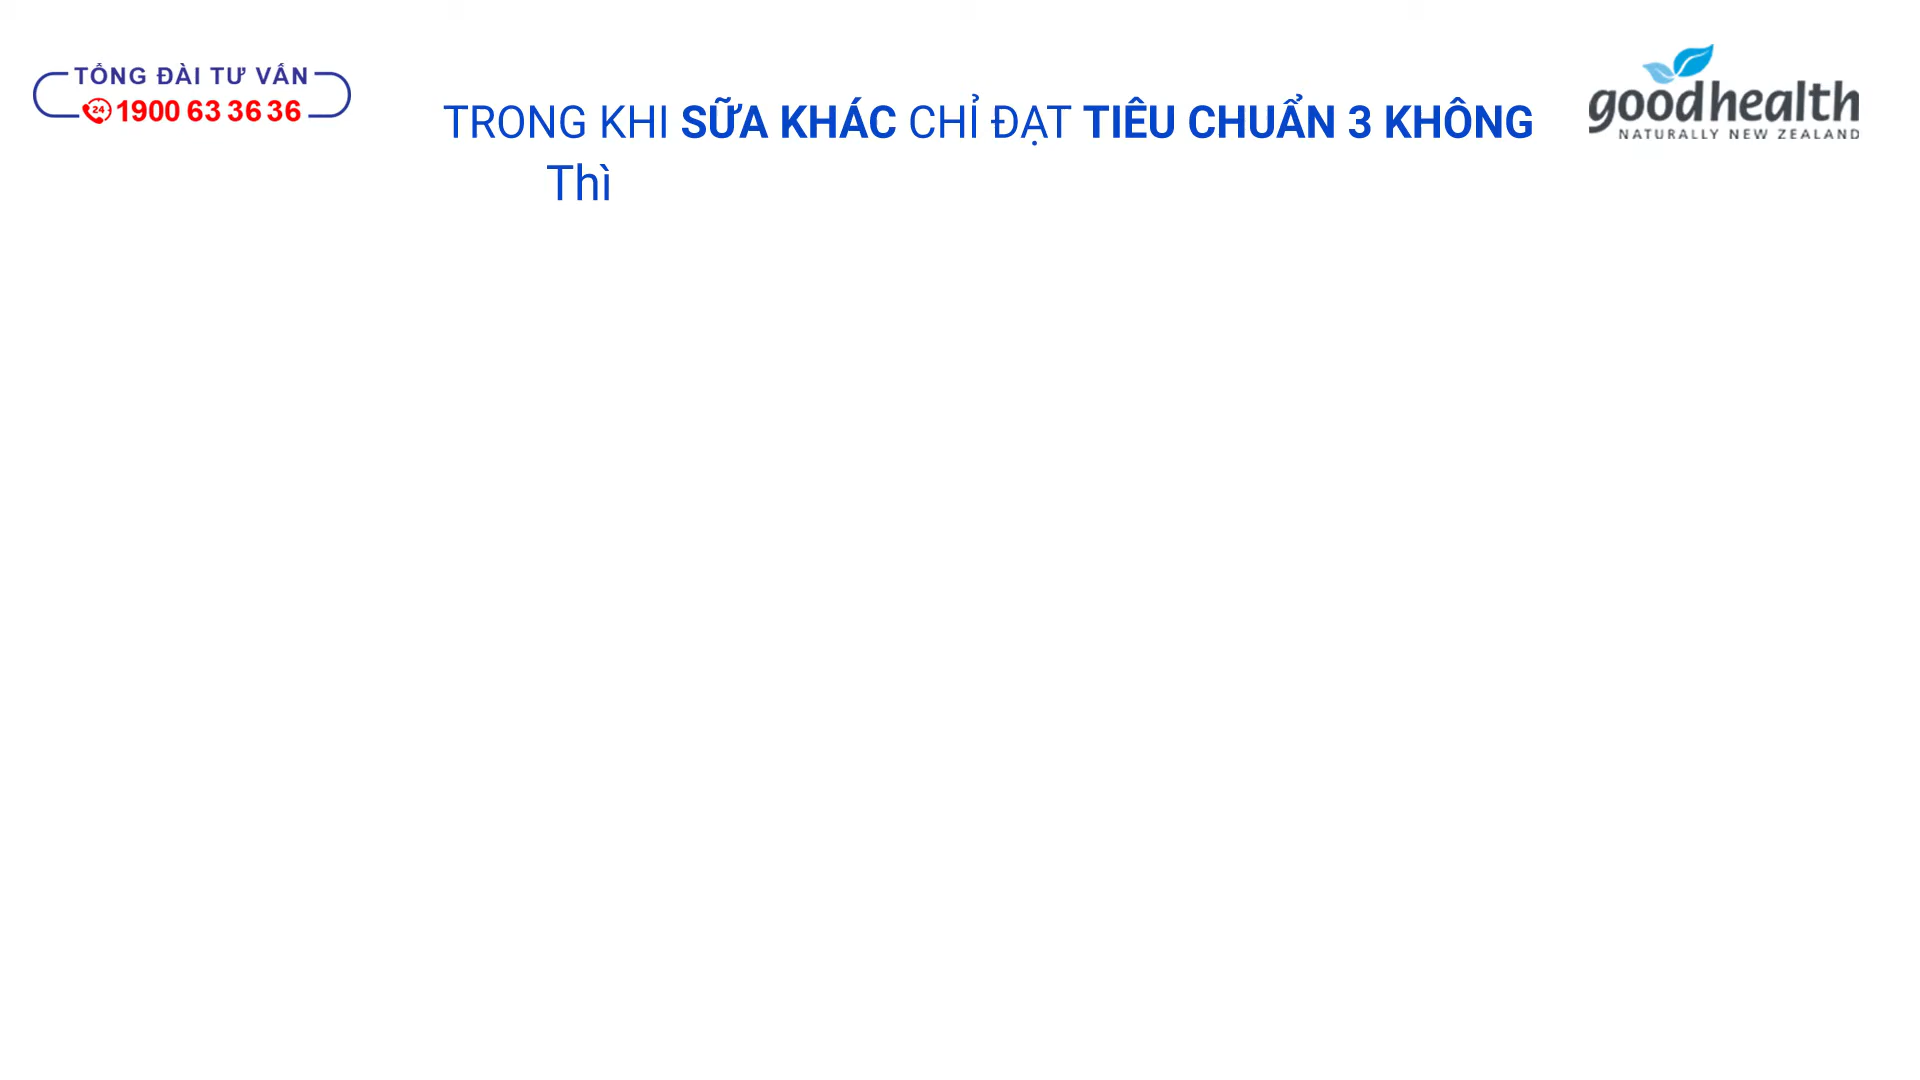 TỔNG ĐÀI TƯ VẤN
24 1900 63 36 36
TRONG KHI SỮA KHÁC CHỈ ĐẠT TIÊU CHUẨN 3 KHÔNG
Thì
goodhealth
NATURALLY NEW ZEALAND